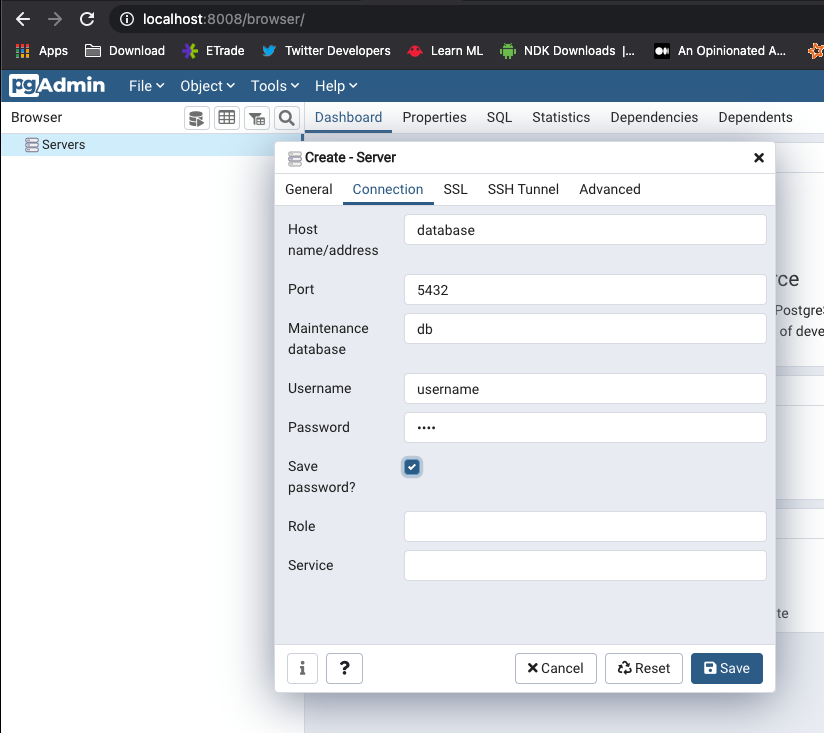 localhost:8008/browser/
Apps Download ETrade Twitter Developers Learn ML NDK Downloads |... An Opinionated A...
pgAdmin File Object Tools Help
Browser Dashboard Properties SQL Statistics Dependencies Dependents
Servers
Create - Server
General Connection SSL SSH Tunnel Advanced
Host name/address database
Port 5432
rce
PostgreS
Maintenance database db
of deve
Username username
Password ••••
Save password?
Role
Service
te
i ? Cancel Reset Save